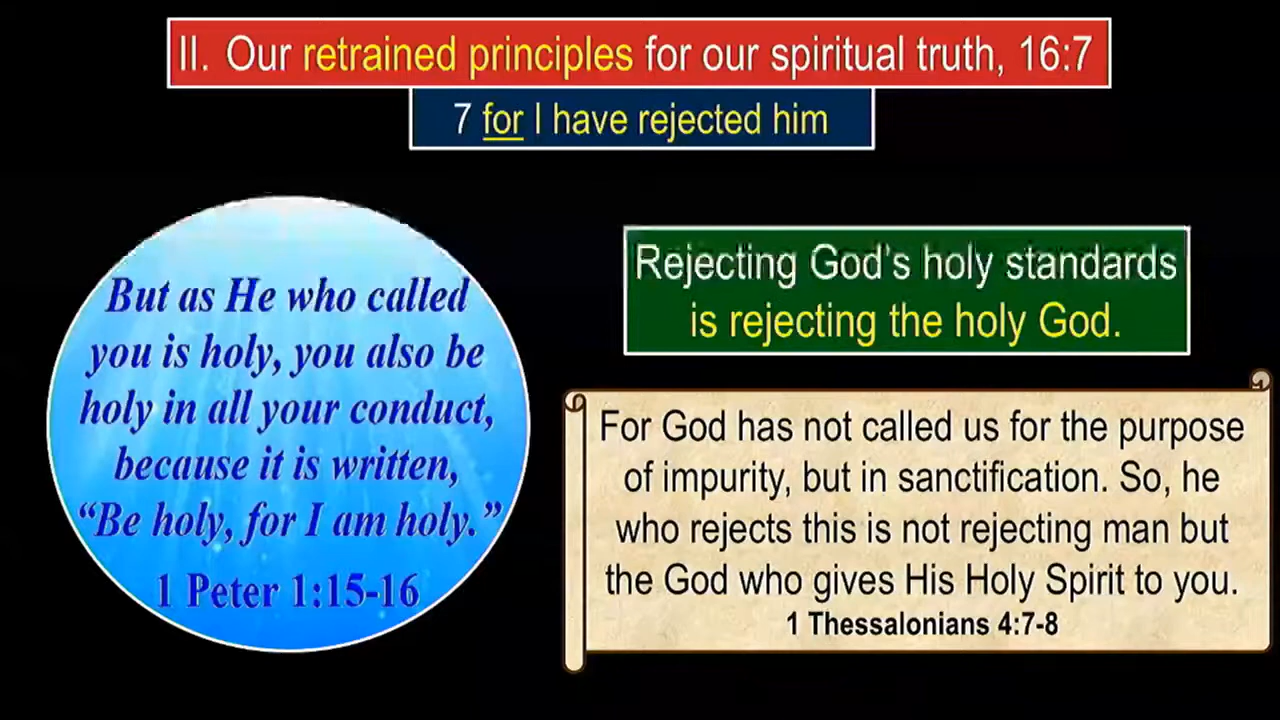 II. Our retrained principles for our spiritual truth, 16:7
7 for I have rejected him
But as He who called
you is holy, you also be
holy in all your conduct,
because it is written,
“Be holy, for I am holy.”
1 Peter 1:15-16
Rejecting God's holy standards
is rejecting the holy God.
For God has not called us for the purpose
of impurity, but in sanctification. So, he
who rejects this is not rejecting man but
the God who gives His Holy Spirit to you.
1 Thessalonians 4:7-8